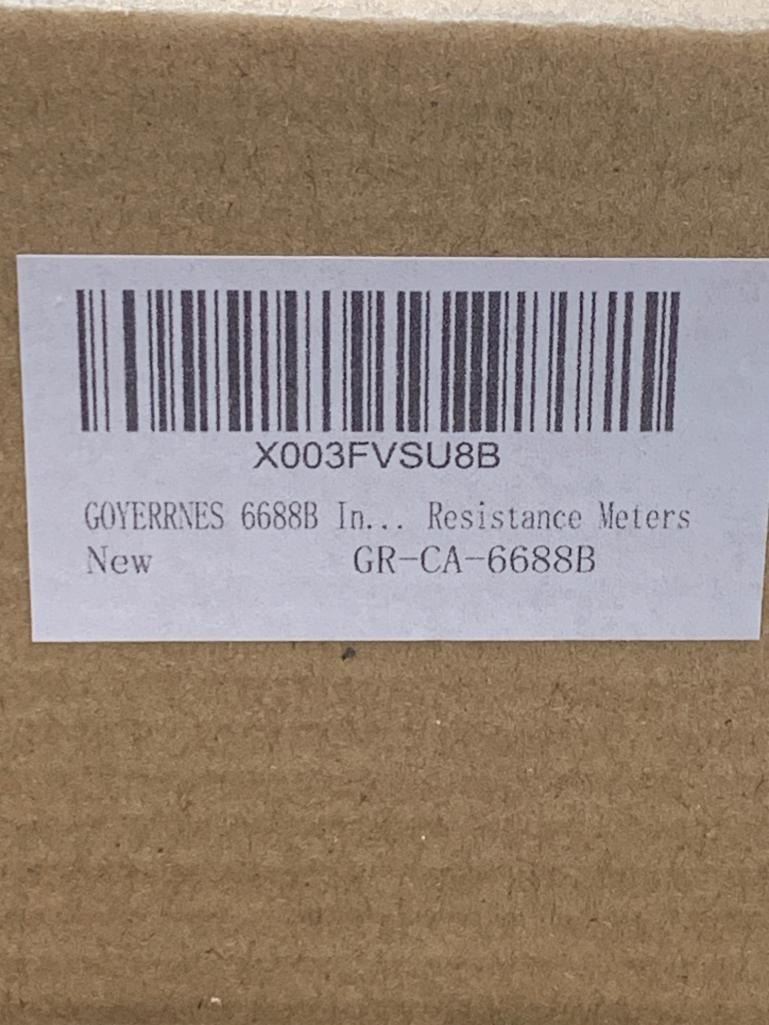 X003FVSU8B
GOYERRNES 6688B In... Resistance Meters
New GR-CA-6688B